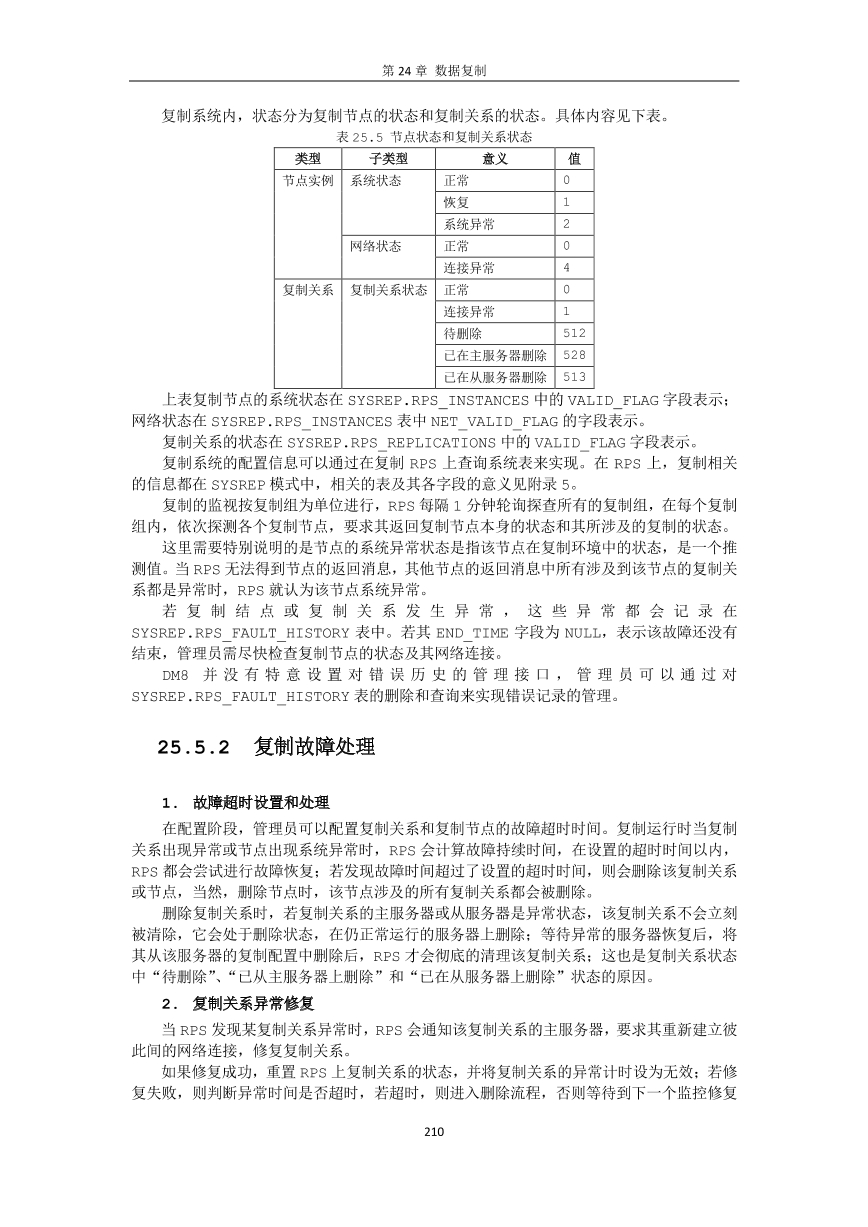 第 24 章 数据复制
复制系统内，状态分为复制节点的状态和复制关系的状态。具体内容见下表。
表 25.5 节点状态和复制关系状态
类型 子类型 意义 值
节点实例 系统状态 正常 0
恢复 1
系统异常 2
网络状态 正常 0
连接异常 4
复制关系 复制关系状态 正常 0
连接异常 1
待删除 512
已在主服务器删除 528
已在从服务器删除 513
上表复制节点的系统状态在 SYSREP.RPS_INSTANCES 中的 VALID_FLAG 字段表示；
网络状态在 SYSREP.RPS_INSTANCES 表中 NET_VALID_FLAG 的字段表示。
复制关系的状态在 SYSREP.RPS_REPLICATIONS 中的 VALID_FLAG 字段表示。
复制系统的配置信息可以通过在复制 RPS 上查询系统表来实现。在 RPS 上，复制相关
的信息都在 SYSREP 模式中，相关的表及其各字段的意义见附录 5。
复制的监视按复制组为单位进行，RPS 每隔 1 分钟轮询探查所有的复制组，在每个复制
组内，依次探测各个复制节点，要求其返回复制节点本身的状态和其所涉及的复制的状态。
这里需要特别说明的是节点的系统异常状态是指该节点在复制环境中的状态，是一个推
测值。当 RPS 无法得到节点的返回消息，其他节点的返回消息中所有涉及到该节点的复制关
系都是异常时，RPS 就认为该节点系统异常。
若复制结点或复制关系发生异常，这些异常都会记录在
SYSREP.RPS_FAULT_HISTORY 表中。若其 END_TIME 字段为 NULL，表示该故障还没有
结束，管理员需尽快检查复制节点的状态及其网络连接。
DM8 并没有特意设置对错误历史的管理接口，管理员可以通过对
SYSREP.RPS_FAULT_HISTORY 表的删除和查询来实现错误记录的管理。
25.5.2 复制故障处理
1. 故障超时设置和处理
在配置阶段，管理员可以配置复制关系和复制节点的故障超时时间。复制运行时当复制
关系出现异常或节点出现系统异常时，RPS 会计算故障持续时间，在设置的超时时间以内，
RPS 都会尝试进行故障恢复；若发现故障时间超过了设置的超时时间，则会删除该复制关系
或节点，当然，删除节点时，该节点涉及的所有复制关系都会被删除。
删除复制关系时，若复制关系的主服务器或从服务器是异常状态，该复制关系不会立刻
被清除，它会处于删除状态，在仍正常运行的服务器上删除；等待异常的服务器恢复后，将
其从该服务器的复制配置中删除后，RPS 才会彻底的清理该复制关系；这也是复制关系状态
中“待删除”、“已从主服务器上删除”和“已在从服务器上删除”状态的原因。
2. 复制关系异常修复
当 RPS 发现某复制关系异常时，RPS 会通知该复制关系的主服务器，要求其重新建立彼
此间的网络连接，修复复制关系。
如果修复成功，重置 RPS 上复制关系的状态，并将复制关系的异常计时设为无效；若修
复失败，则判断异常时间是否超时，若超时，则进入删除流程，否则等待到下一个监控修复
210